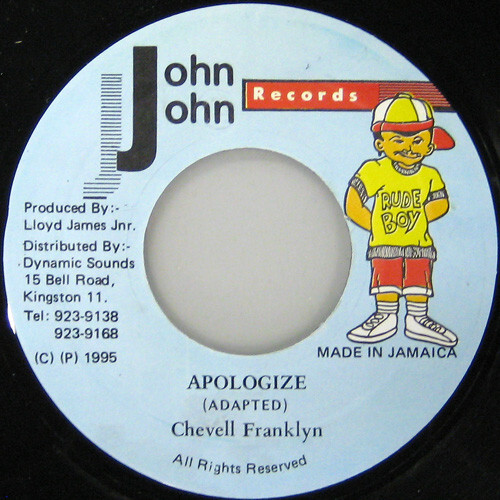 John
John
Records
RUDE
BOY
Produced By:-
Lloyd James Jnr.
Distributed By:-
Dynamic Sounds
15 Bell Road,
Kingston 11.
Tel: 923-9138
923-9168
(C) (P) 1995
MADE IN JAMAICA
APOLOGIZE
(ADAPTED)
Chevell Franklyn
All Rights Reserved